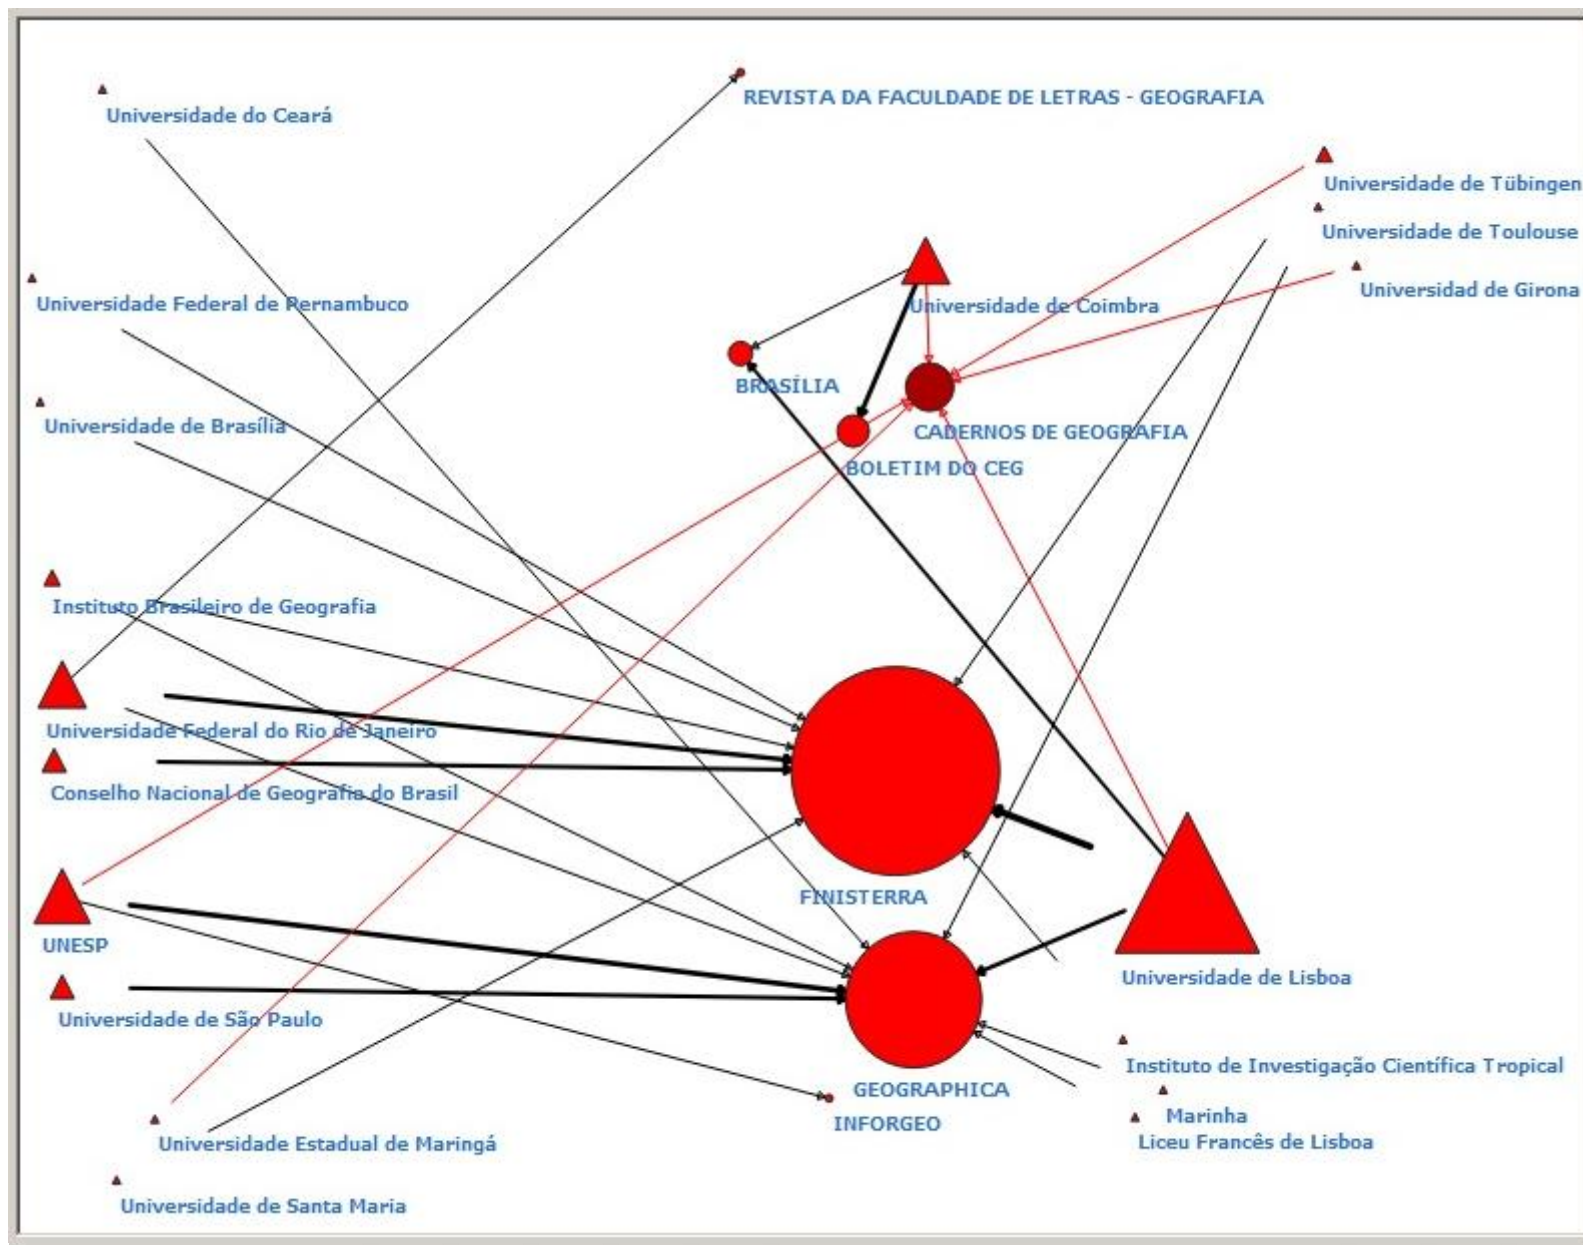 REVISTA DA FACULDADE DE LETRAS - GEOGRAFIA
Universidade do Ceará
Universidade de Tübingen
Universidade de Toulouse
Universidad de Girona
Universidade Federal de Pernambuco
Universidade de Coimbra
BRASÍLIA
Universidade de Brasília
CADERNOS DE GEOGRAFIA
BOLETIM DO CEG
Instituto Brasileiro de Geografia
Universidade Federal do Rio de Janeiro
Conselho Nacional de Geografia do Brasil
FINISTERRA
UNESP
Universidade de Lisboa
Universidade de São Paulo
Instituto de Investigação Científica Tropical
GEOGRAPHICA
Marinha
INFORGEO
Liceu Francês de Lisboa
Universidade Estadual de Maringá
Universidade de Santa Maria